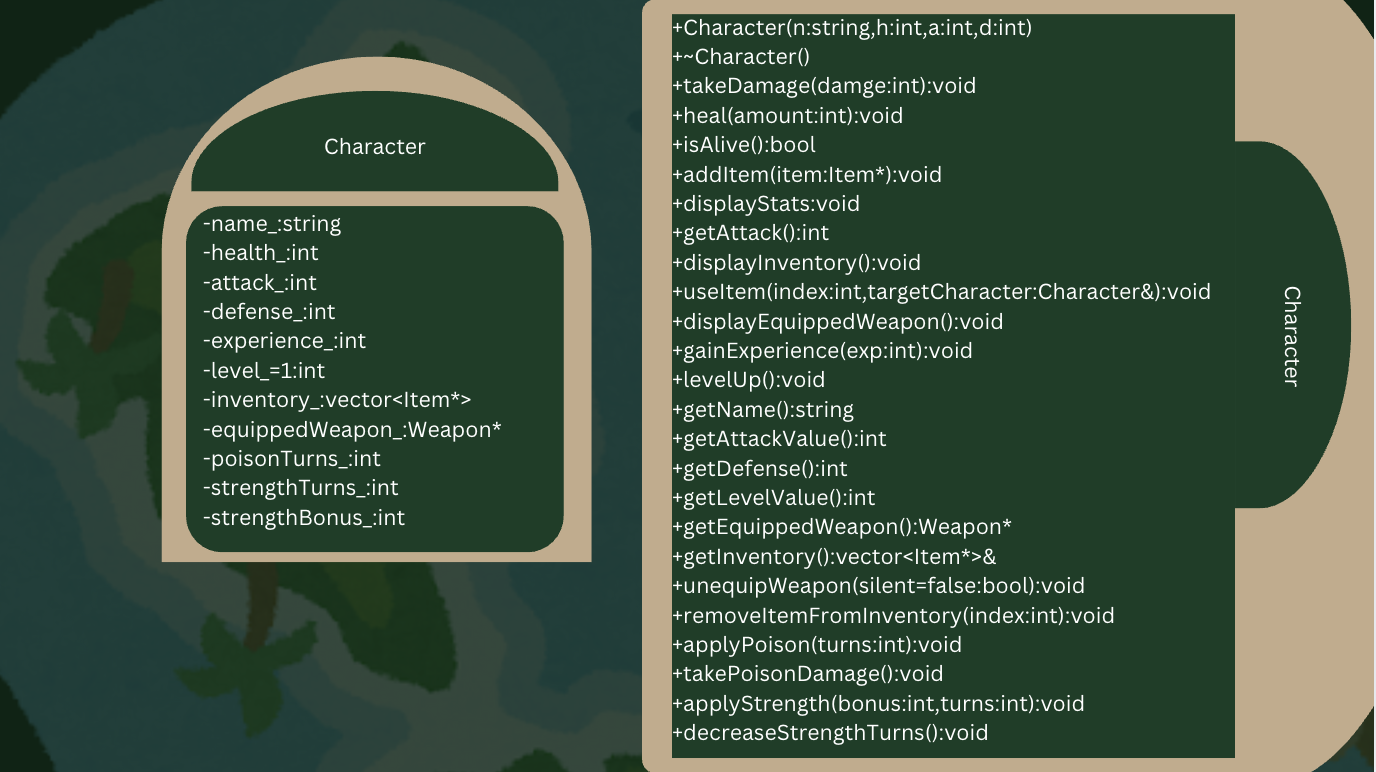 Character
-name_:string
-health_:int
-attack_:int
-defense_:int
-experience_:int
-level_=1:int
-inventory_:vector<Item*>
-equippedWeapon_:Weapon*
-poisonTurns_:int
-strengthTurns_:int
-strengthBonus_:int
+Character(n:string,h:int,a:int,d:int)
+~Character()
+takeDamage(damge:int):void
+heal(amount:int):void
+isAlive():bool
+addItem(item:Item*):void
+displayStats:void
+getAttack():int
+displayInventory():void
+useItem(index:int,targetCharacter:Character&):void
+displayEquippedWeapon():void
+gainExperience(exp:int):void
+levelUp():void
+getName():string
+getAttackValue():int
+getDefense():int
+getLevelValue():int
+getEquippedWeapon():Weapon*
+getInventory():vector<Item*>&
+unequipWeapon(silent=false:bool):void
+removeItemFromInventory(index:int):void
+applyPoison(turns:int):void
+takePoisonDamage():void
+applyStrength(bonus:int,turns:int):void
+decreaseStrengthTurns():void
Character